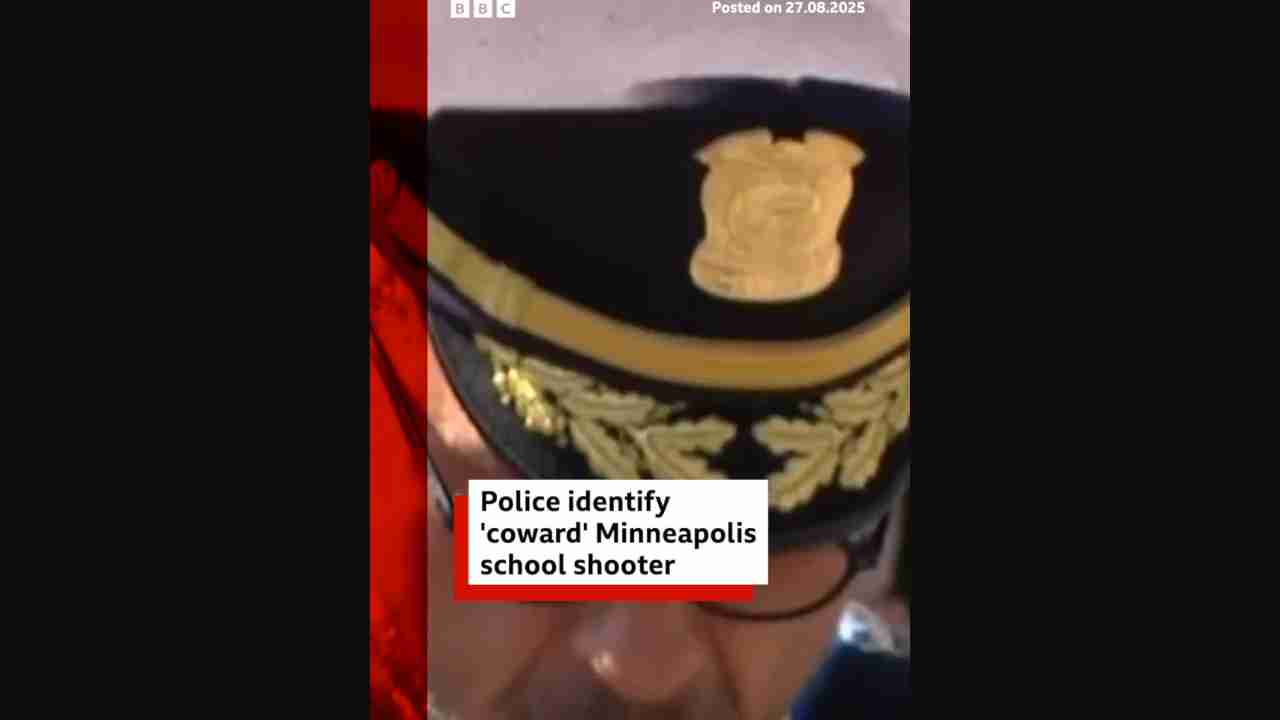 BBC
Posted on 27.08.2025
Police identify
'coward' Minneapolis
school shooter